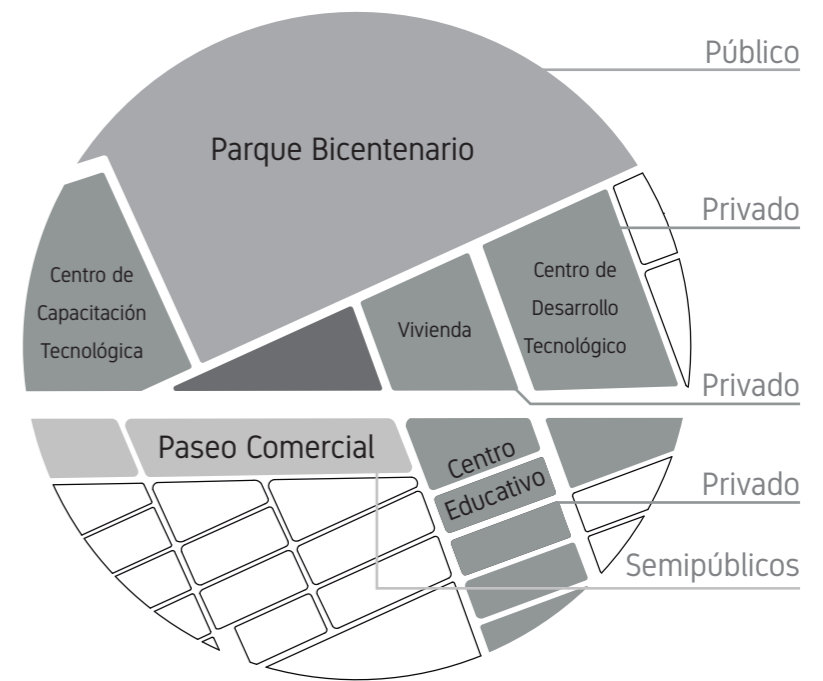 Público
Parque Bicentenario
Privado
Centro de
Capacitación
Tecnológica
Vivienda
Centro de
Desarrollo
Tecnológico
Privado
Paseo Comercial
Centro
Educativo
Privado
Semipúblicos